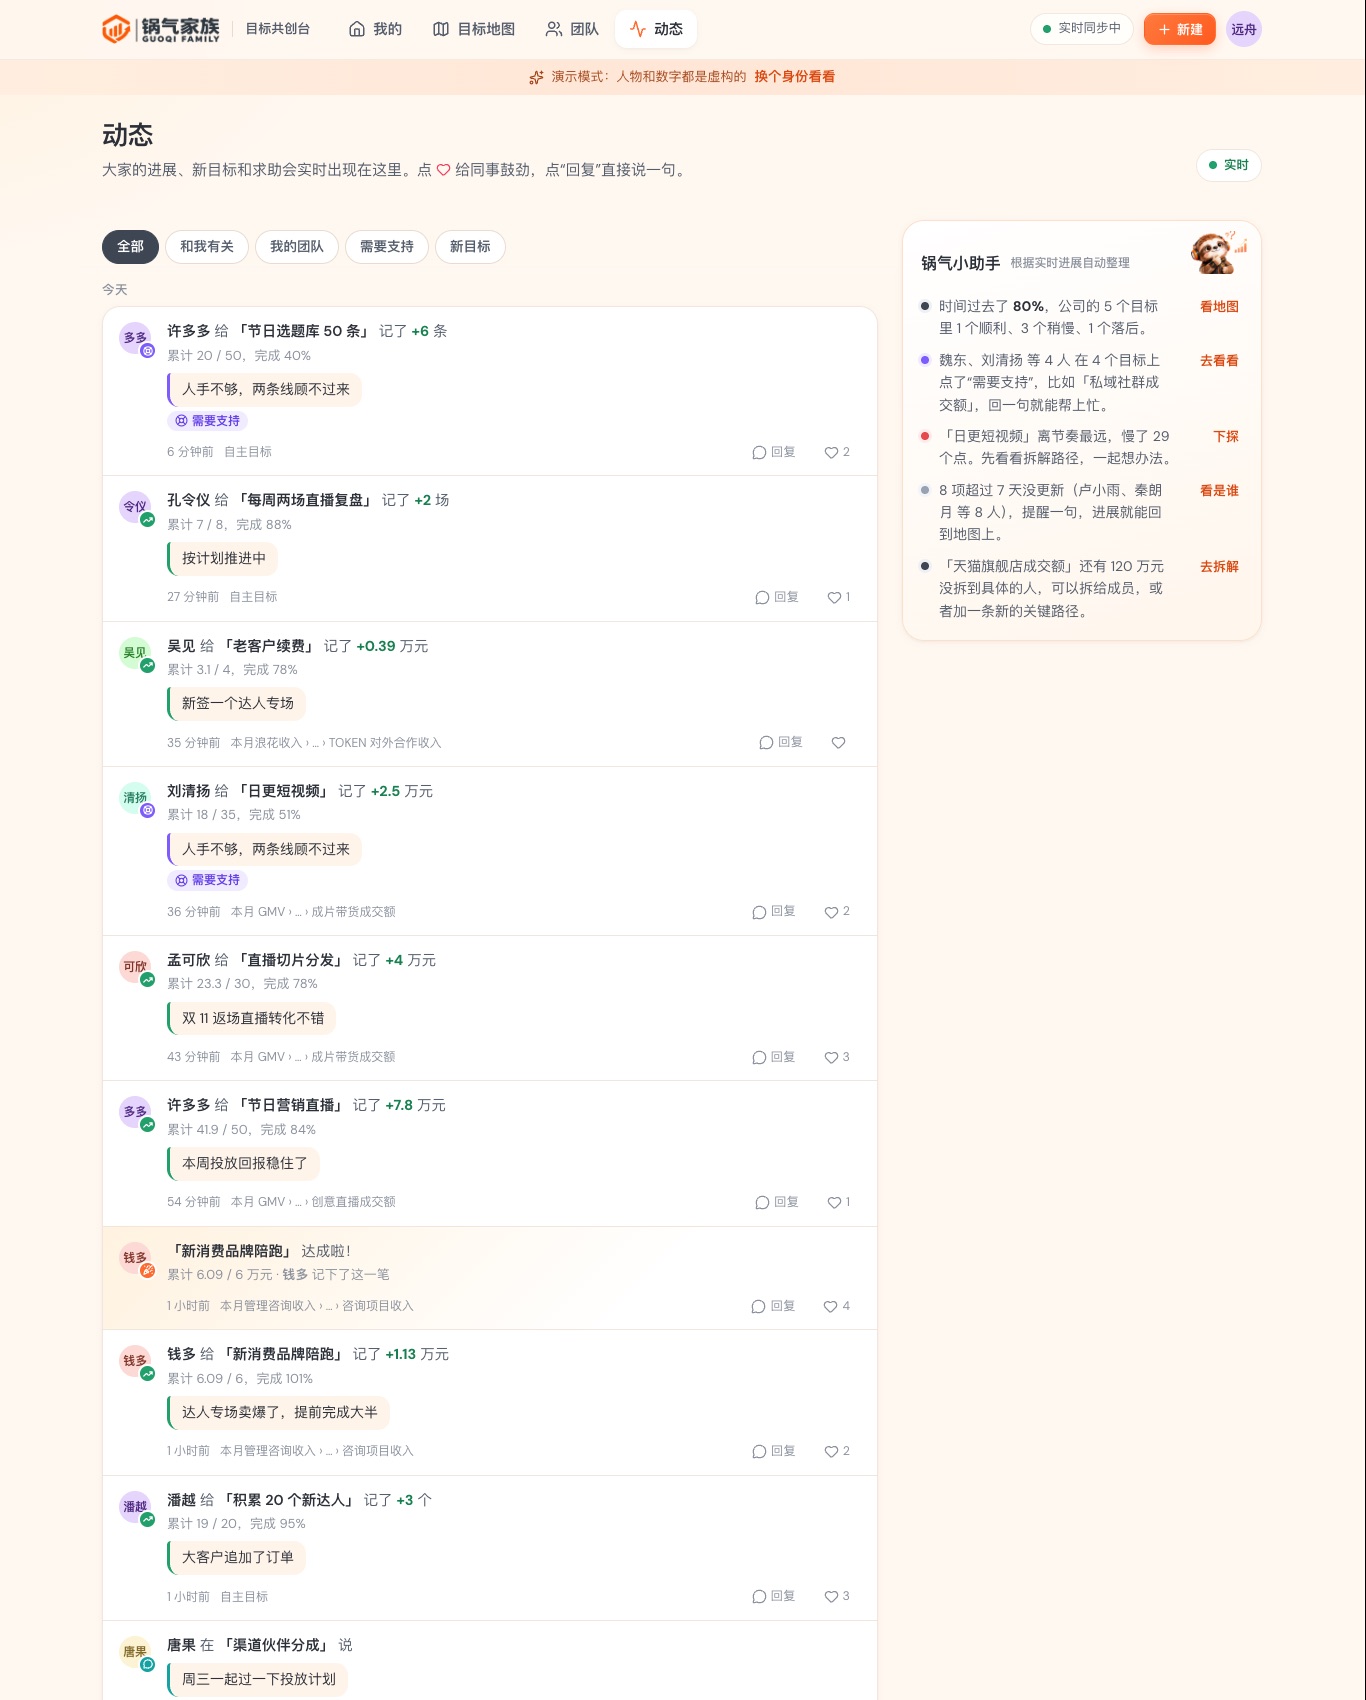 锅气家族
GUOQI FAMILY
目标共创台
我的
目标地图
团队
动态
实时同步中
新建
远舟
演示模式：人物和数字都是虚构的 换个身份看看
动态
大家的进展、新目标和求助会实时出现在这里。点 给同事鼓劲，点“回复”直接说一句。
实时
全部
和我有关
我的团队
需要支持
新目标
今天
多多
许多多 给 「节日选题库 50 条」 记了 +6 条
累计 20 / 50，完成 40%
人手不够，两条线顾不过来
需要支持
6 分钟前 自主目标
回复
2
令仪
孔令仪 给 「每周两场直播复盘」 记了 +2 场
累计 7 / 8，完成 88%
按计划推进中
27 分钟前 自主目标
回复
1
吴见
吴见 给 「老客户续费」 记了 +0.39 万元
累计 3.1 / 4，完成 78%
新签一个达人专场
35 分钟前 本月浪花收入 › … › TOKEN 对外合作收入
回复
清扬
刘清扬 给 「日更短视频」 记了 +2.5 万元
累计 18 / 35，完成 51%
人手不够，两条线顾不过来
需要支持
36 分钟前 本月 GMV › … › 成片带货成交额
回复
2
可欣
孟可欣 给 「直播切片分发」 记了 +4 万元
累计 23.3 / 30，完成 78%
双 11 返场直播转化不错
43 分钟前 本月 GMV › … › 成片带货成交额
回复
3
多多
许多多 给 「节日营销直播」 记了 +7.8 万元
累计 41.9 / 50，完成 84%
本周投放回报稳住了
54 分钟前 本月 GMV › … › 创意直播成交额
回复
1
钱多
「新消费品牌陪跑」 达成啦！
累计 6.09 / 6 万元 · 钱多 记下了这一笔
1 小时前 本月管理咨询收入 › … › 咨询项目收入
回复
4
钱多
钱多 给 「新消费品牌陪跑」 记了 +1.13 万元
累计 6.09 / 6，完成 101%
达人专场卖爆了，提前完成大半
1 小时前 本月管理咨询收入 › … › 咨询项目收入
回复
2
潘越
潘越 给 「积累 20 个新达人」 记了 +3 个
累计 19 / 20，完成 95%
大客户追加了订单
1 小时前 自主目标
回复
3
唐果
唐果 在 「渠道伙伴分成」 说
周三一起过一下投放计划
锅气小助手 根据实时进展自动整理
时间过去了 80%，公司的 5 个目标
里 1 个顺利、3 个稍慢、1 个落后。
看地图
魏东、刘清扬 等 4 人 在 4 个目标上
点了“需要支持”，比如「私域社群成
交额」，回一句就能帮上忙。
去看看
「日更短视频」离节奏最远，慢了 29
个点。先看看拆解路径，一起想办法。
下探
8 项超过 7 天没更新（卢小雨、秦朗
月 等 8 人），提醒一句，进展就能回
到地图上。
看是谁
「天猫旗舰店成交额」还有 120 万元
没拆到具体的人，可以拆给成员，或
者加一条新的关键路径。
去拆解